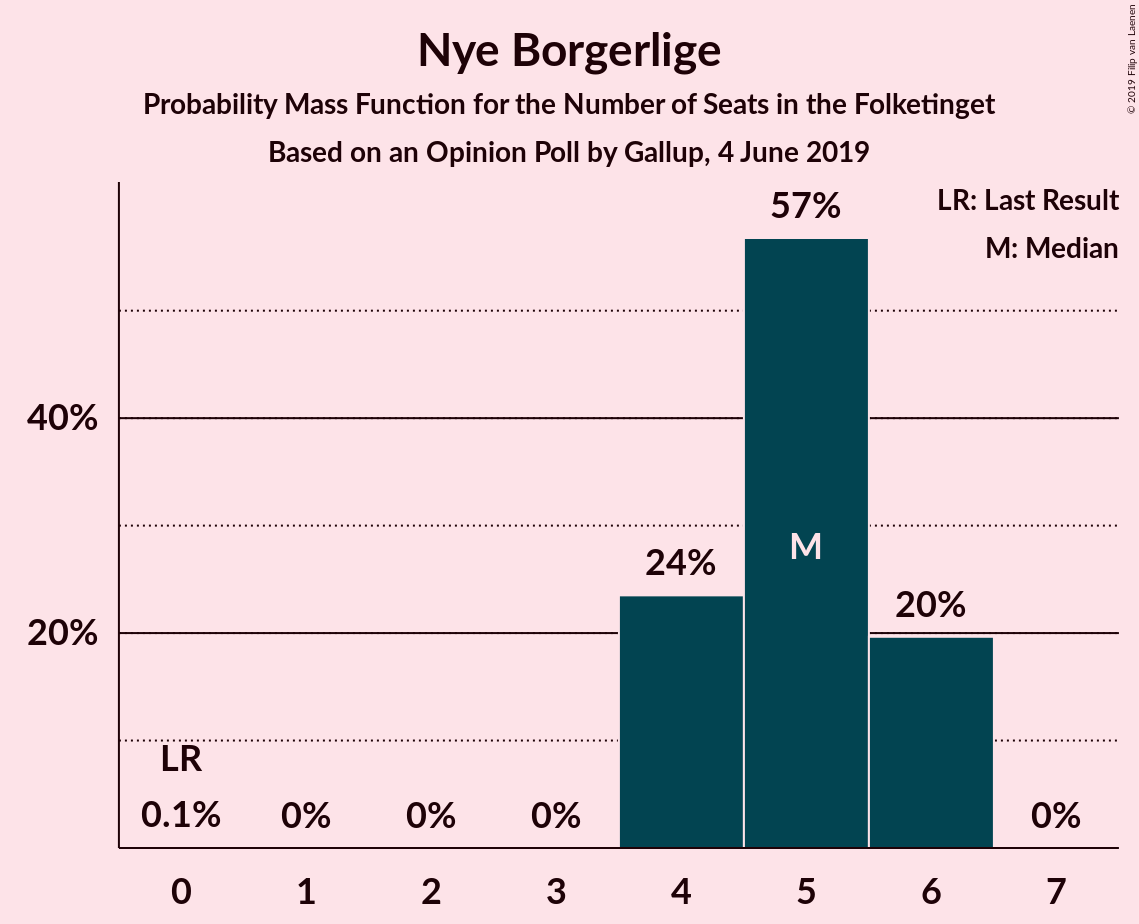 Nye Borgerlige
Probability Mass Function for the Number of Seats in the Folketinget
Based on an Opinion Poll by Gallup, 4 June 2019
© 2019 Filip van Laenen
LR: Last Result
M: Median
57%
40%
24%
M
20%
20%
LR
0.1%
0%
0%
0%
0%
0
1
2
3
4
5
6
7